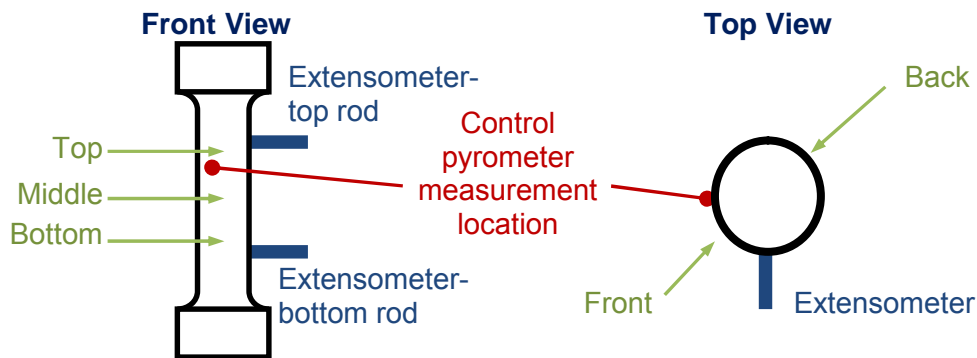 Front View
Top View
Extensometer-
top rod
Back
Control
pyrometer
measurement
location
Top
Middle
Bottom
Extensometer-
bottom rod
Front
Extensometer